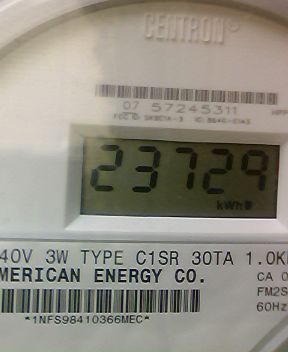 CENTRON®
07 57245311
23729
kWh
40V 3W TYPE C1SR 30TA 1.0K
MERICAN ENERGY CO.
CA 0
FM2S
60Hz
*1NFS98410366MEC*